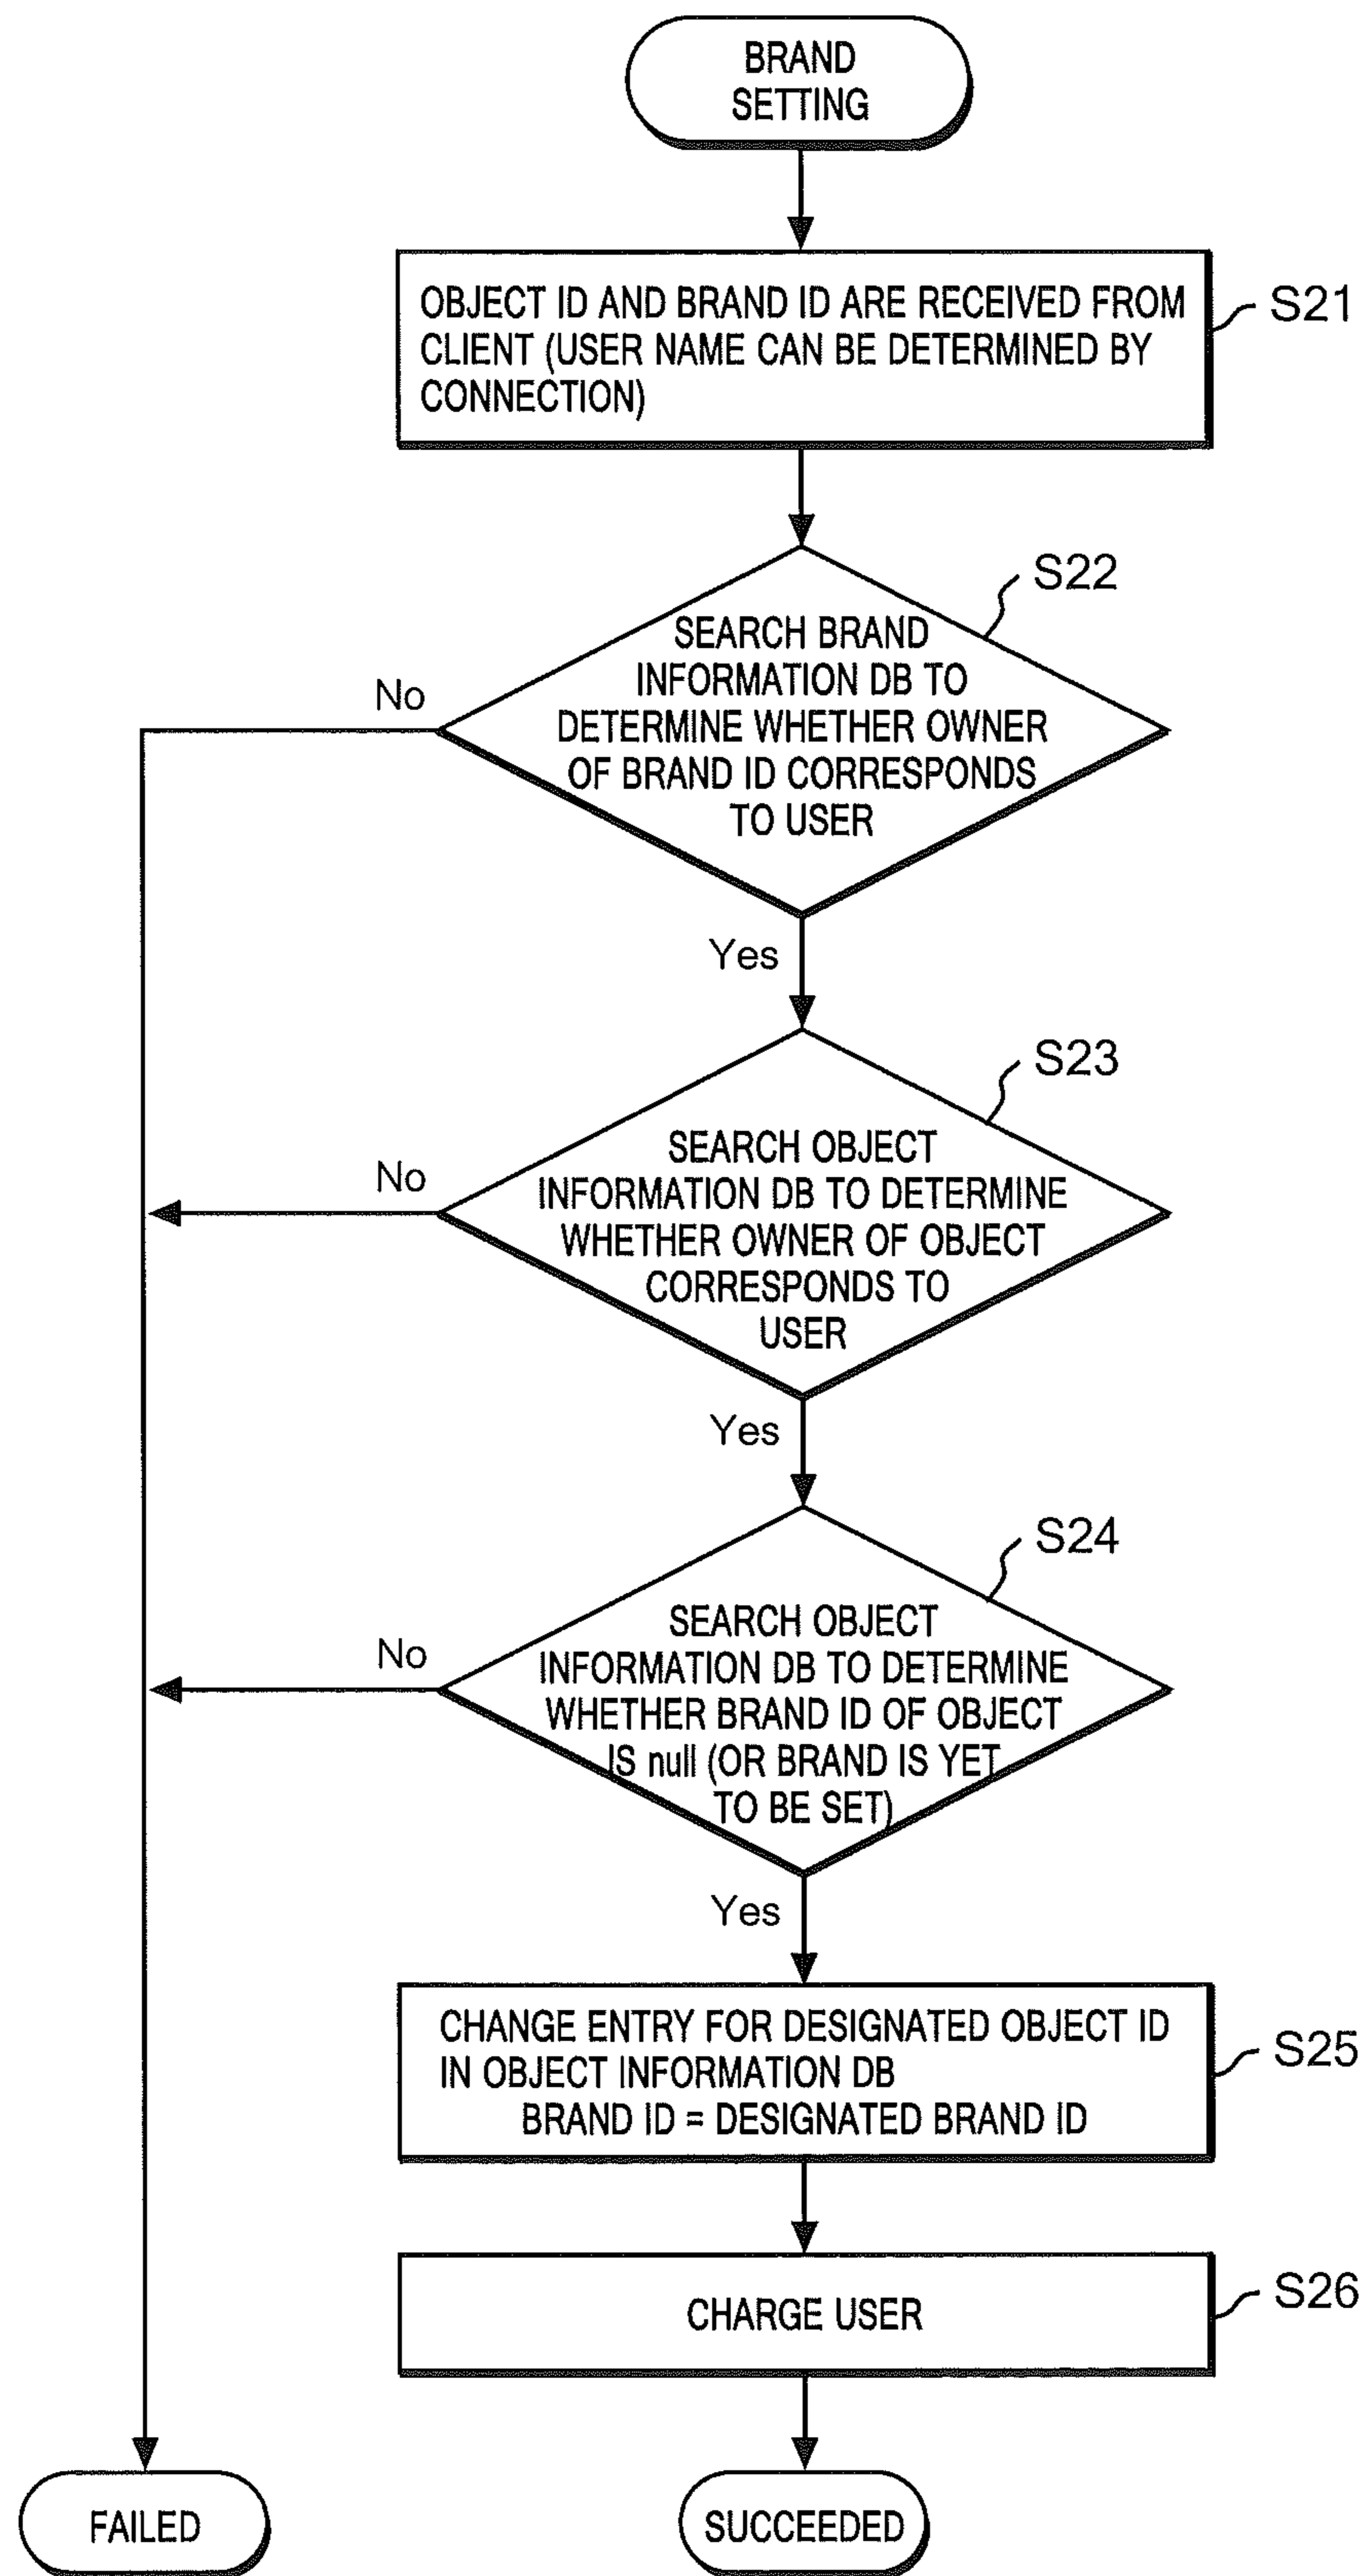 BRAND
SETTING
OBJECT ID AND BRAND ID ARE RECEIVED FROM
CLIENT (USER NAME CAN BE DETERMINED BY
CONNECTION)
S21
S22
SEARCH BRAND
INFORMATION DB TO
DETERMINE WHETHER OWNER
OF BRAND ID CORRESPONDS
TO USER
No
Yes
S23
SEARCH OBJECT
INFORMATION DB TO DETERMINE
WHETHER OWNER OF OBJECT
CORRESPONDS TO
USER
No
Yes
S24
SEARCH OBJECT
INFORMATION DB TO DETERMINE
WHETHER BRAND ID OF OBJECT
IS null (OR BRAND IS YET
TO BE SET)
No
Yes
CHANGE ENTRY FOR DESIGNATED OBJECT ID
IN OBJECT INFORMATION DB
BRAND ID = DESIGNATED BRAND ID
S25
CHARGE USER
S26
FAILED
SUCCEEDED